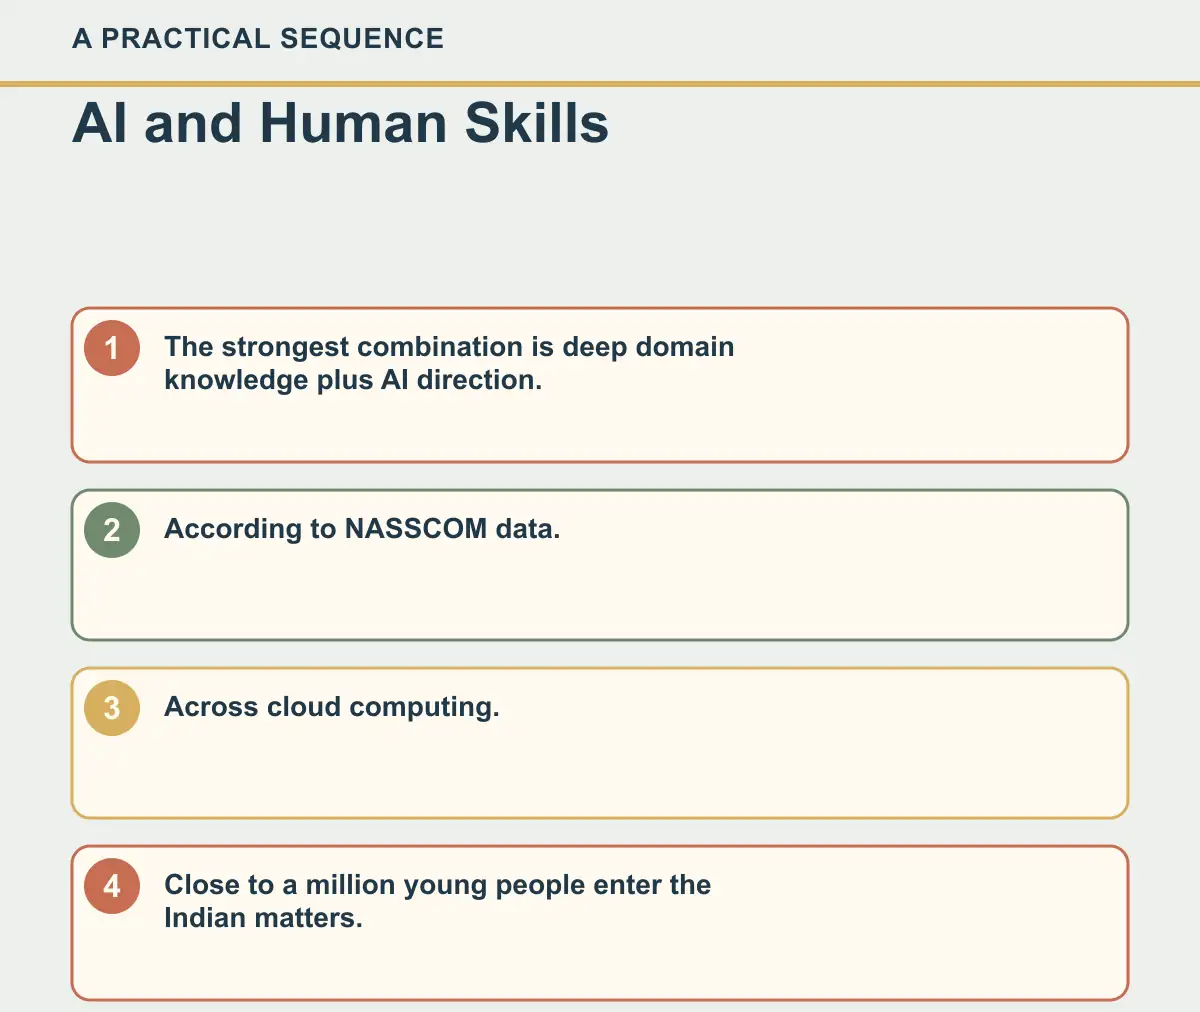 A PRACTICAL SEQUENCE
AI and Human Skills
1
The strongest combination is deep domain
knowledge plus AI direction.
2
According to NASSCOM data.
3
Across cloud computing.
4
Close to a million young people enter the
Indian matters.